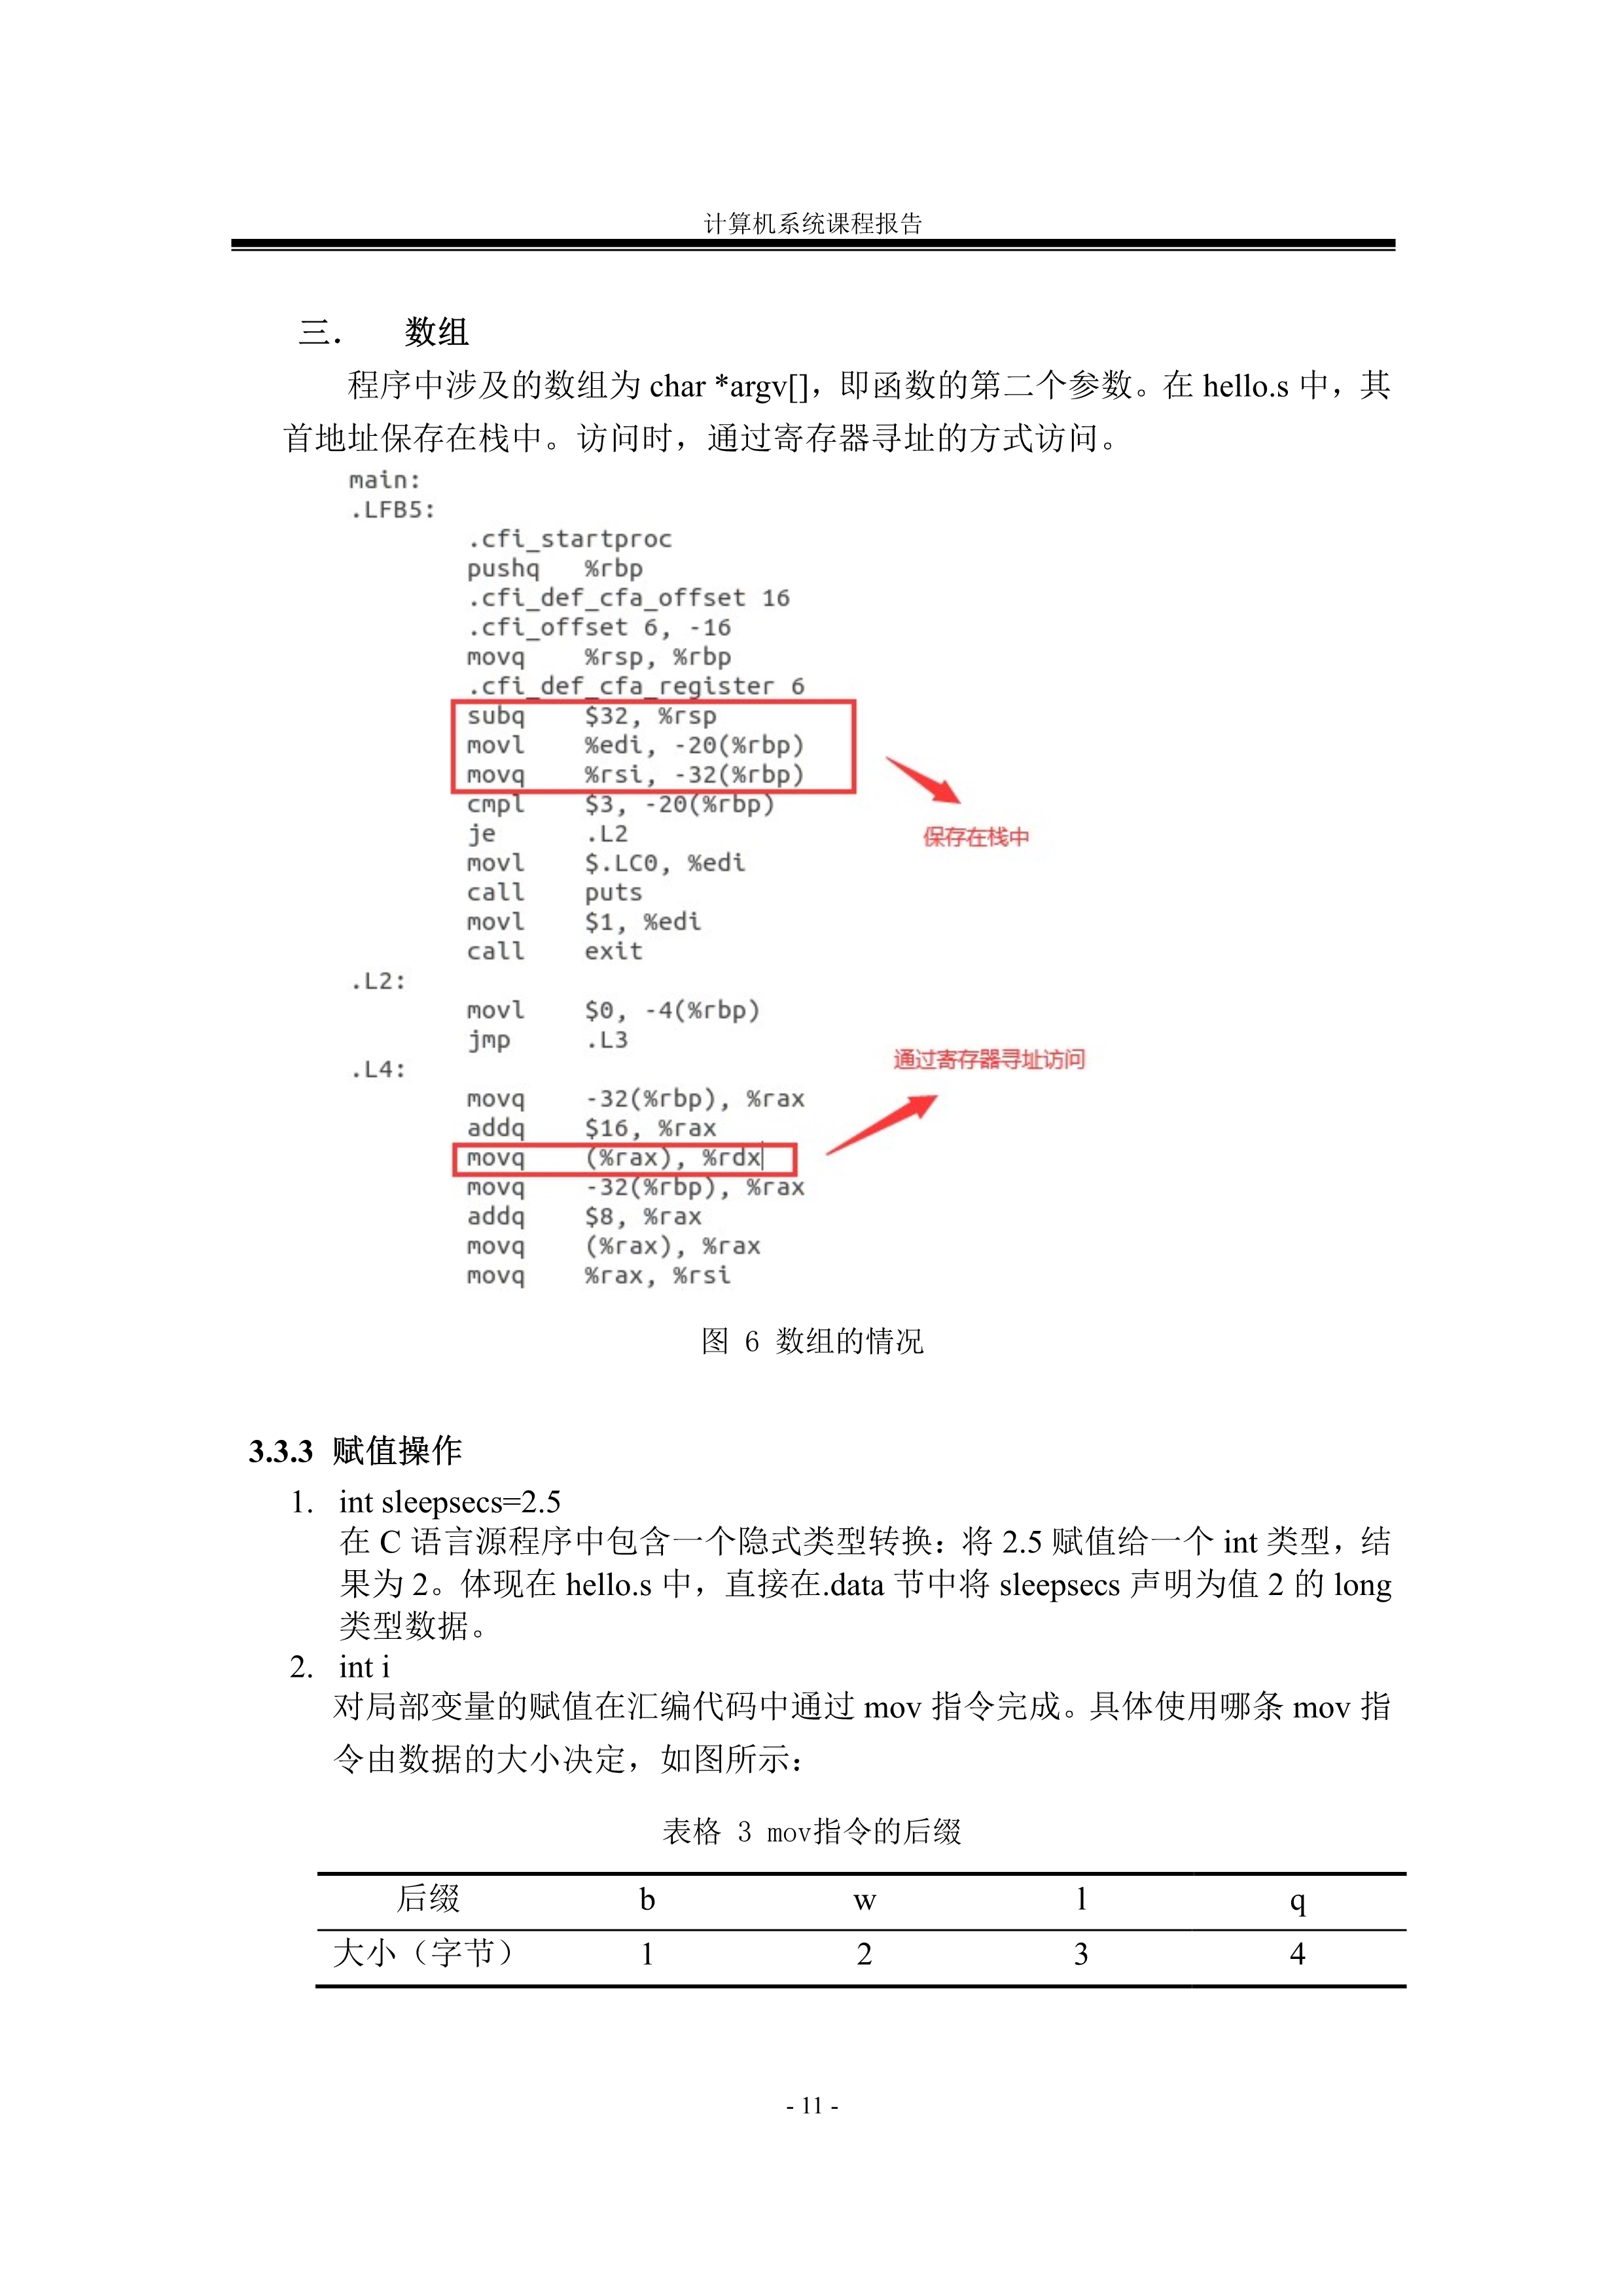 计算机系统课程报告
三. 数组
程序中涉及的数组为 char *argv[]，即函数的第二个参数。在 hello.s 中，其
首地址保存在栈中。访问时，通过寄存器寻址的方式访问。
main:
.LFB5:
.cfi_startproc
pushq %rbp
.cfi_def_cfa_offset 16
.cfi_offset 6, -16
movq %rsp, %rbp
.cfi_def_cfa_register 6
subq $32, %rsp
movl %edi, -20(%rbp)
movq %rsi, -32(%rbp)
cmpl $3, -20(%rbp)
je .L2
保存在栈中
movl $.LC0, %edi
call puts
movl $1, %edi
call exit
.L2:
movl $0, -4(%rbp)
jmp .L3
通过寄存器寻址访问
.L4:
movq -32(%rbp), %rax
addq $16, %rax
movq (%rax), %rdx
movq -32(%rbp), %rax
addq $8, %rax
movq (%rax), %rax
movq %rax, %rsi
图 6 数组的情况
3.3.3 赋值操作
1. int sleepsecs=2.5
在 C 语言源程序中包含一个隐式类型转换：将 2.5 赋值给一个 int 类型，结
果为 2。体现在 hello.s 中，直接在.data 节中将 sleepsecs 声明为值 2 的 long
类型数据。
2. int i
对局部变量的赋值在汇编代码中通过 mov 指令完成。具体使用哪条 mov 指
令由数据的大小决定，如图所示：
表格 3 mov指令的后缀
后缀 b w l q
大小（字节） 1 2 3 4
- 11 -